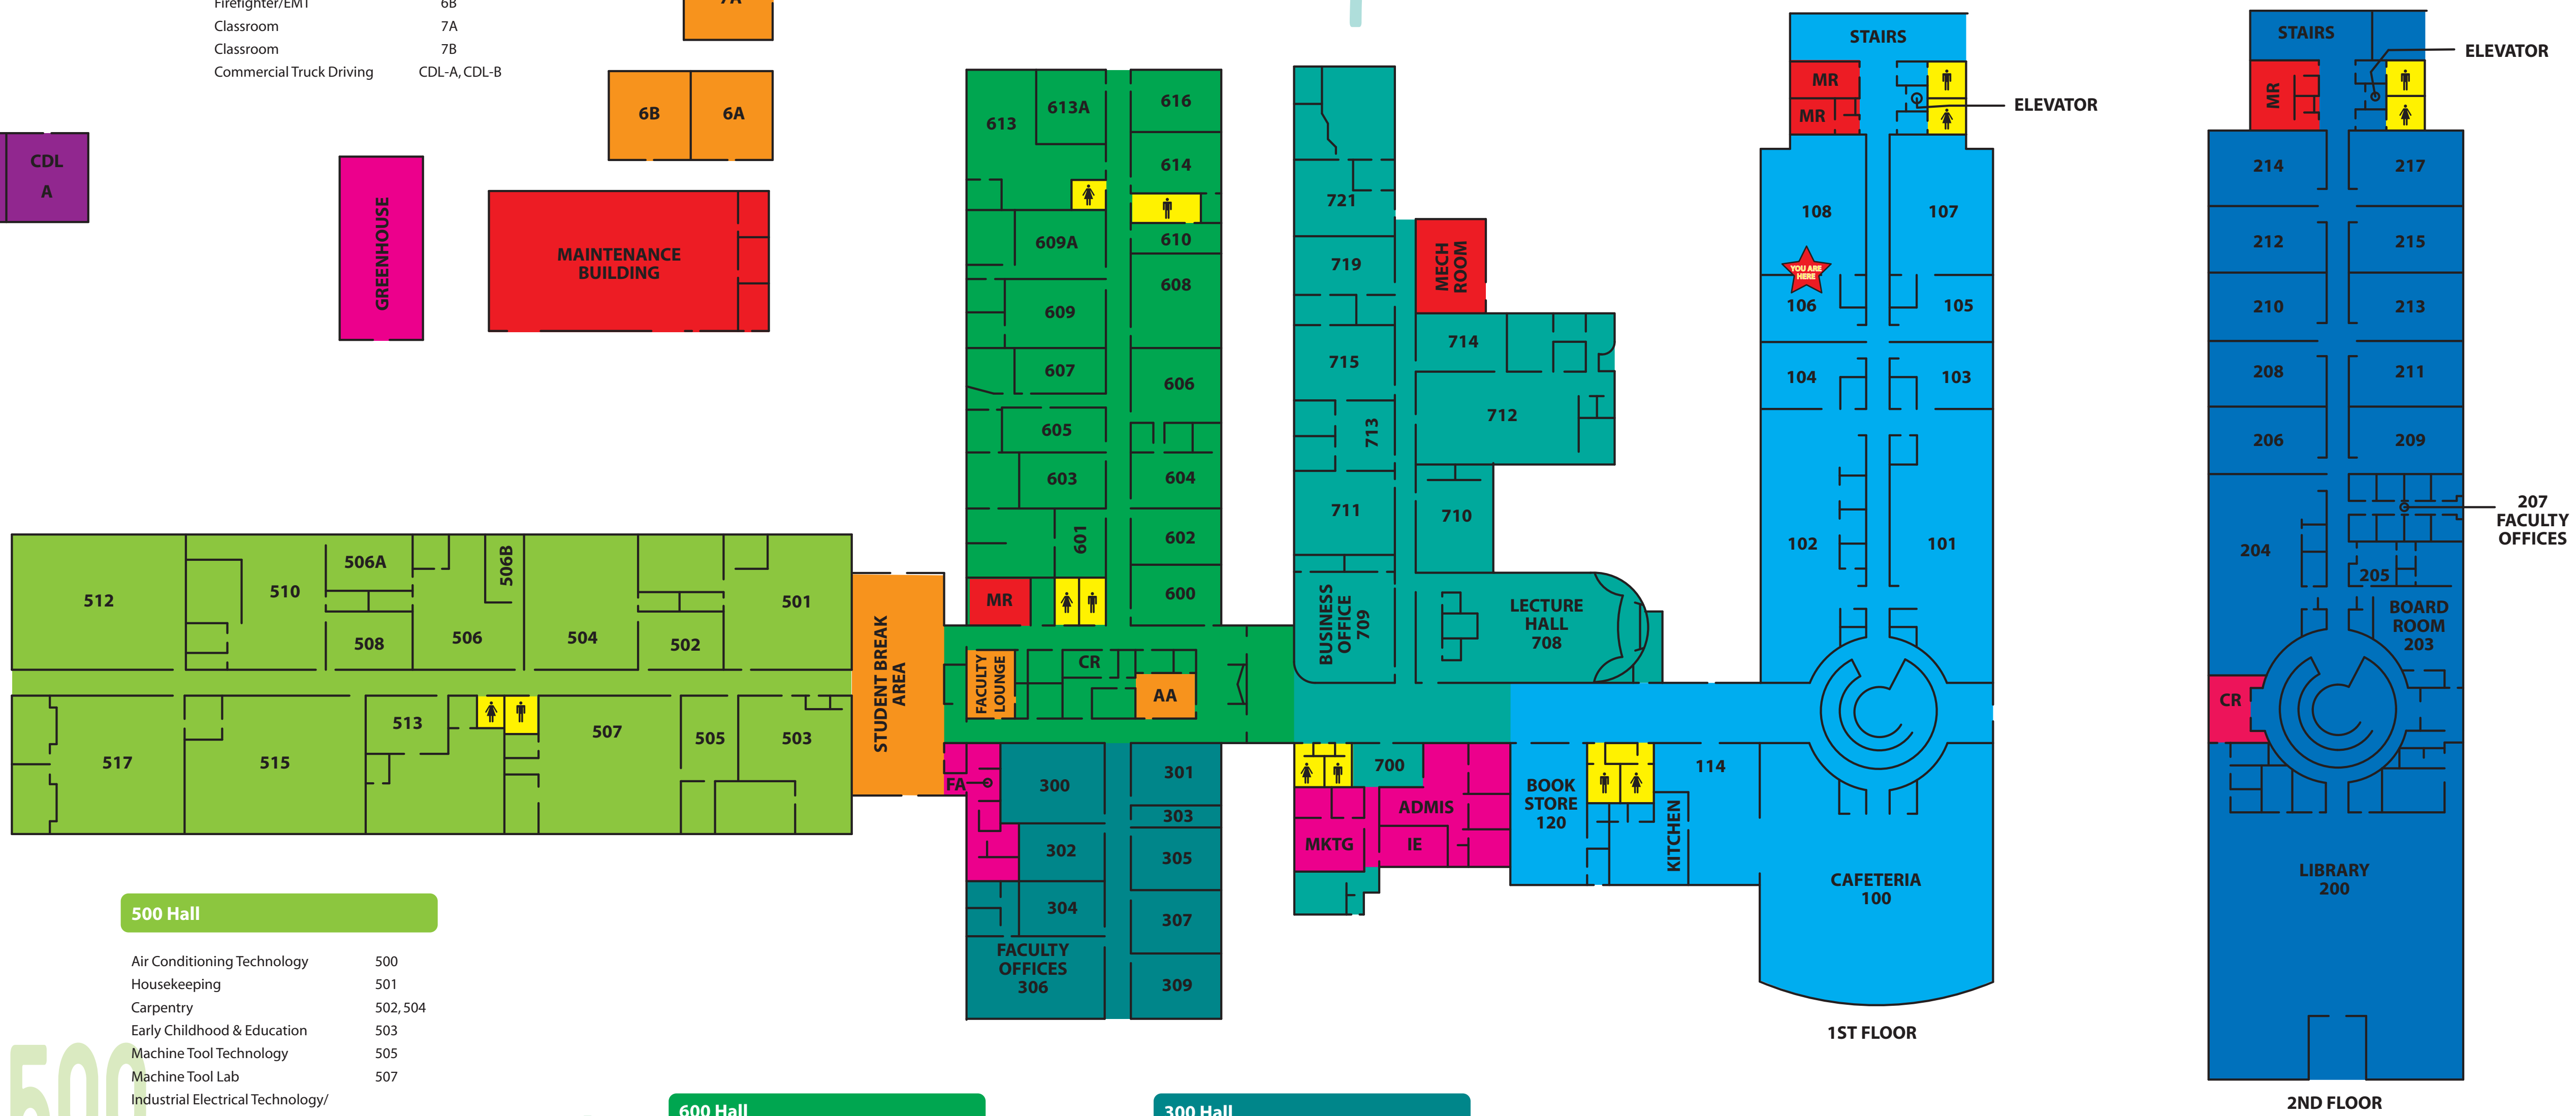 Firefighter/EMT 6B
Classroom 7A
Classroom 7B
Commercial Truck Driving CDL-A, CDL-B
7A
6B
6A
CDL
A
GREENHOUSE
MAINTENANCE
BUILDING
613
613A
616
614
609A
610
608
609
607
606
605
603
604
601
602
600
MR
721
719
MECH
ROOM
715
714
713
712
711
710
BUSINESS
OFFICE
709
LECTURE
HALL
708
STAIRS
MR
MR
ELEVATOR
108
107
YOU ARE
HERE
106
105
104
103
102
101
STAIRS
MR
ELEVATOR
214
217
212
215
210
213
208
211
206
209
207
FACULTY
OFFICES
204
205
BOARD
ROOM
203
CR
LIBRARY
200
2ND FLOOR
512
510
506A
508
506
506B
504
502
501
517
515
513
507
505
503
STUDENT BREAK
AREA
FACULTY
LOUNGE
CR
AA
FA
300
301
303
302
305
304
307
FACULTY
OFFICES
306
309
700
ADMIS
MKTG
IE
BOOK
STORE
120
KITCHEN
114
CAFETERIA
100
1ST FLOOR
500 Hall
Air Conditioning Technology 500
Housekeeping 501
Carpentry 502, 504
Early Childhood & Education 503
Machine Tool Technology 505
Machine Tool Lab 507
Industrial Electrical Technology/
500
600 Hall
300 Hall